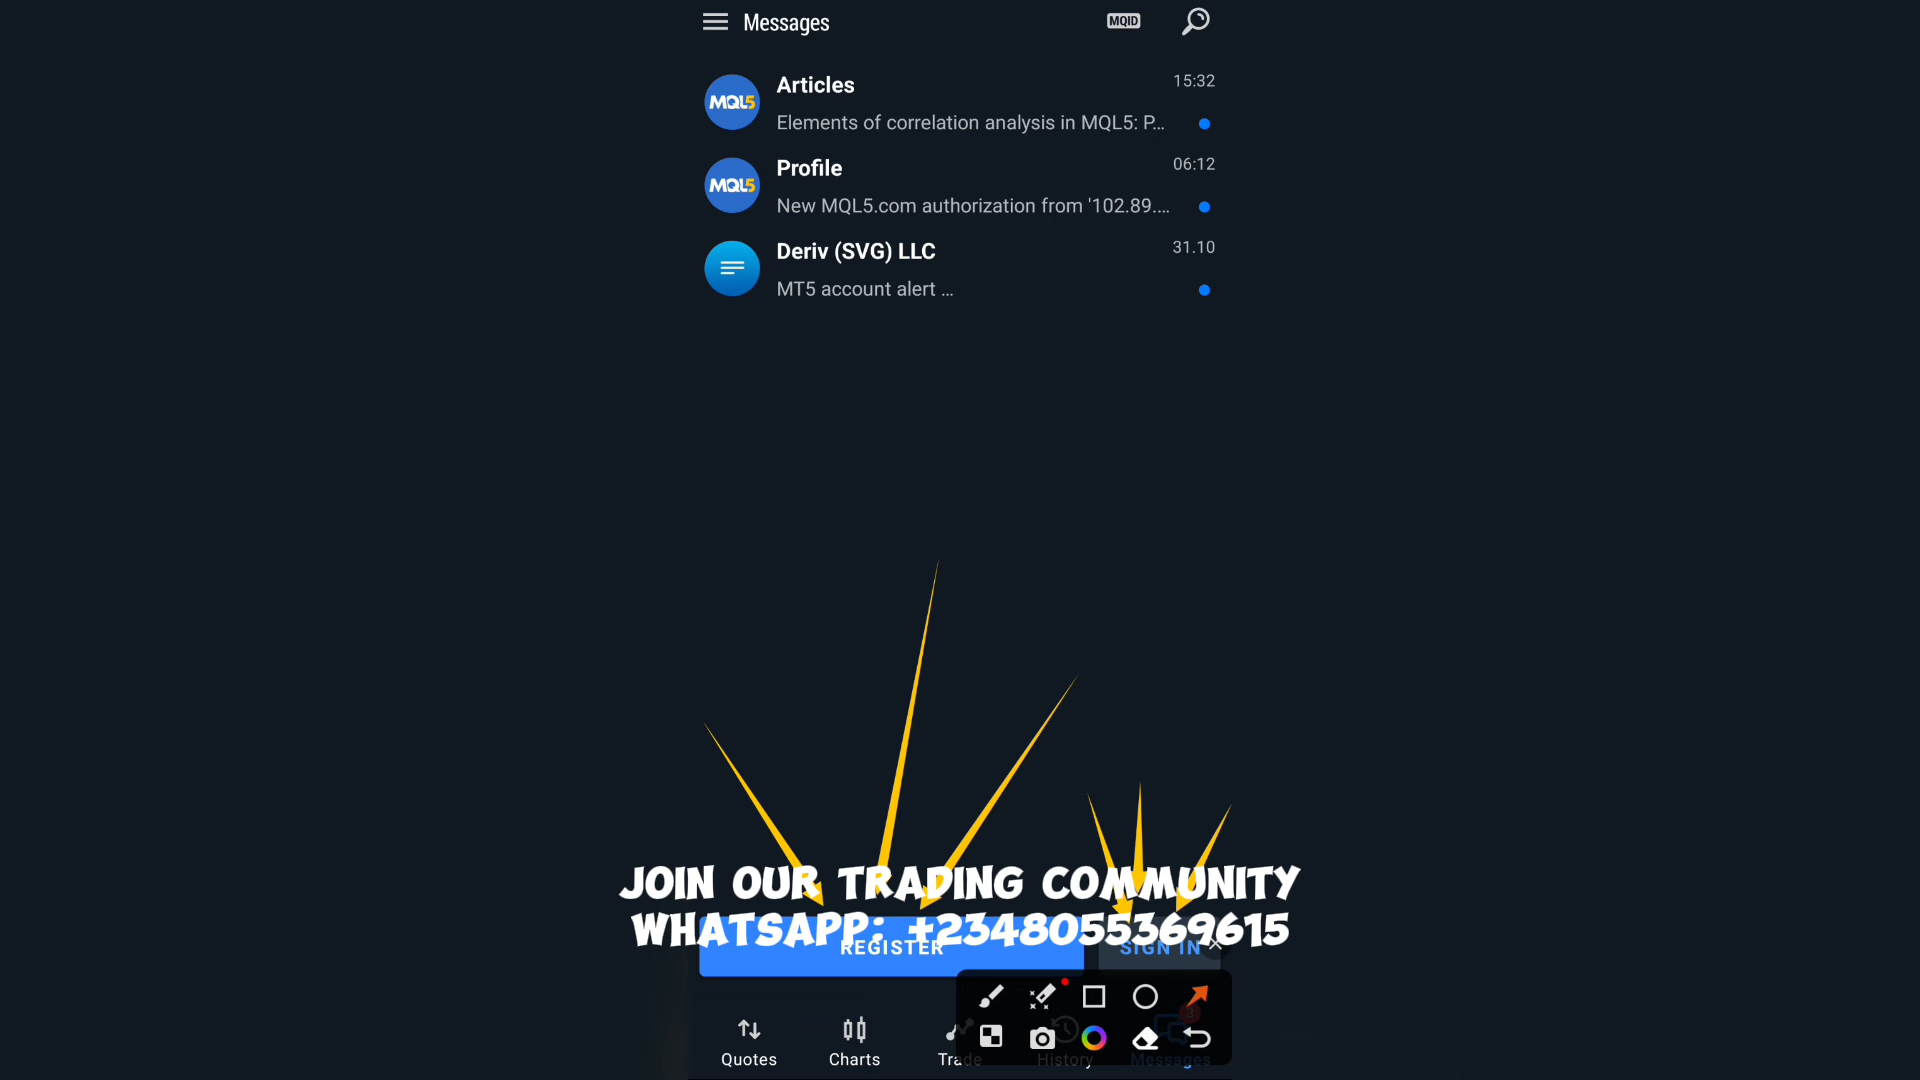 Messages
MQID
MQL5
Articles
15:32
Elements of correlation analysis in MQL5: P...
MQL5
Profile
06:12
New MQL5.com authorization from '102.89....
Deriv (SVG) LLC
31.10
MT5 account alert ...
JOIN OUR TRADING COMMUNITY
WHATSAPP: +2348055369615
REGISTER
SIGN IN
3
Quotes
Charts
Trade
History
Messages